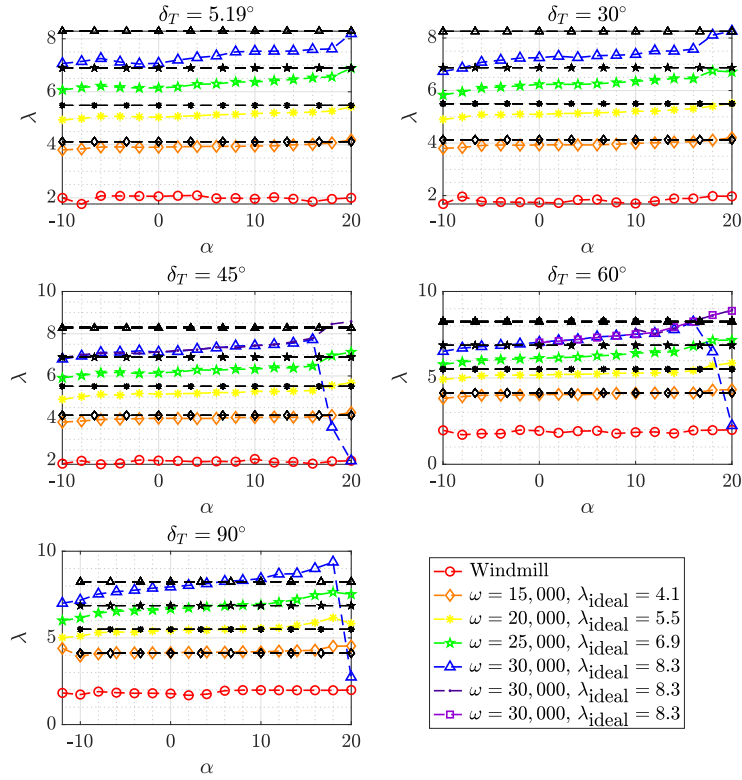 δ_T = 5.19°
8
6
4
2
λ
-10 0 10 20
α
δ_T = 30°
8
6
4
2
λ
-10 0 10 20
α
δ_T = 45°
10
8
6
4
2
λ
-10 0 10 20
α
δ_T = 60°
10
5
0
λ
-10 0 10 20
α
δ_T = 90°
10
5
0
λ
-10 0 10 20
α
Windmill
ω = 15,000, λ_ideal = 4.1
ω = 20,000, λ_ideal = 5.5
ω = 25,000, λ_ideal = 6.9
ω = 30,000, λ_ideal = 8.3
ω = 30,000, λ_ideal = 8.3
ω = 30,000, λ_ideal = 8.3